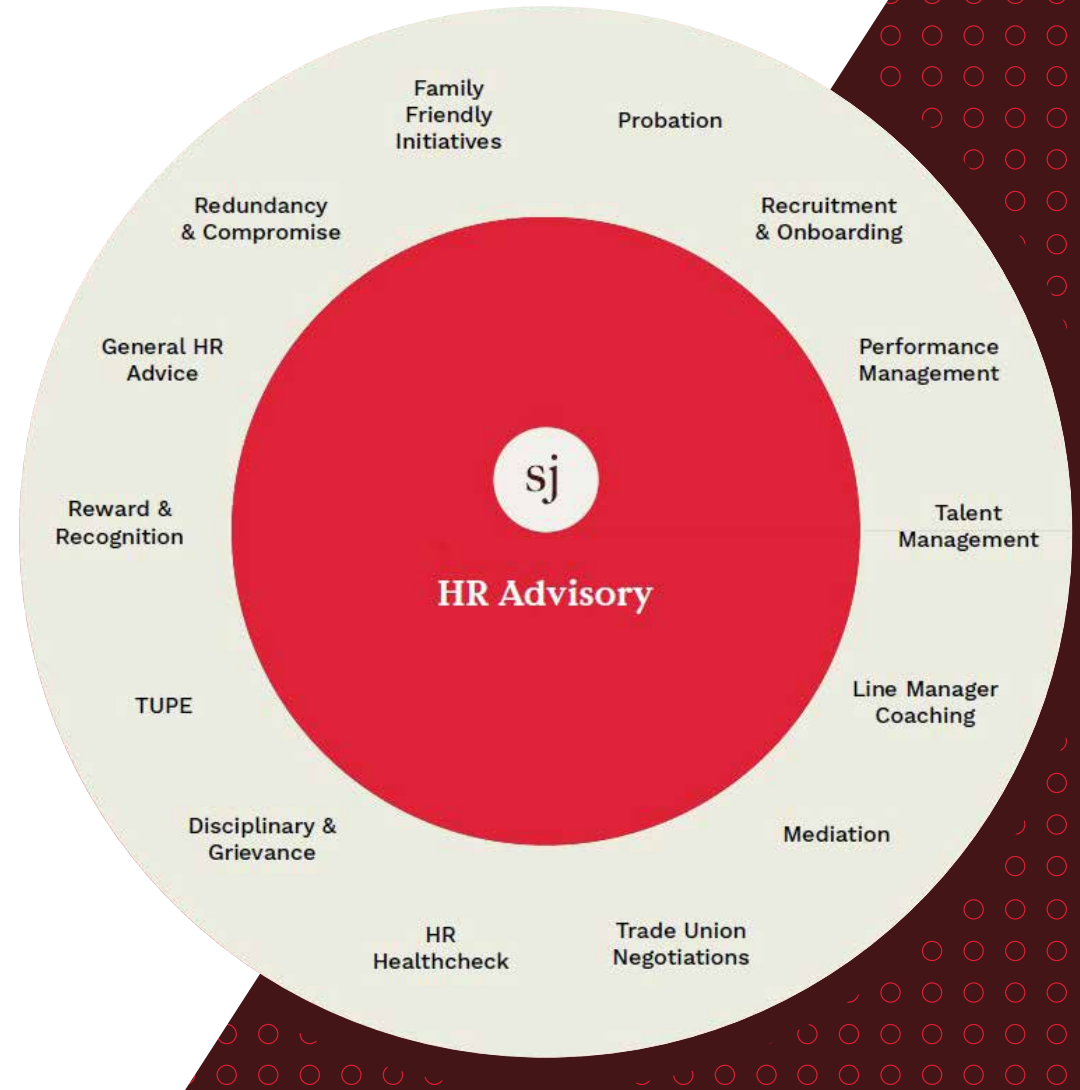 Family
Friendly
Initiatives
Probation
Recruitment
& Onboarding
Performance
Management
Talent
Management
Line Manager
Coaching
Mediation
Trade Union
Negotiations
HR
Healthcheck
Disciplinary &
Grievance
TUPE
Reward &
Recognition
General HR
Advice
Redundancy
& Compromise
sj
HR Advisory